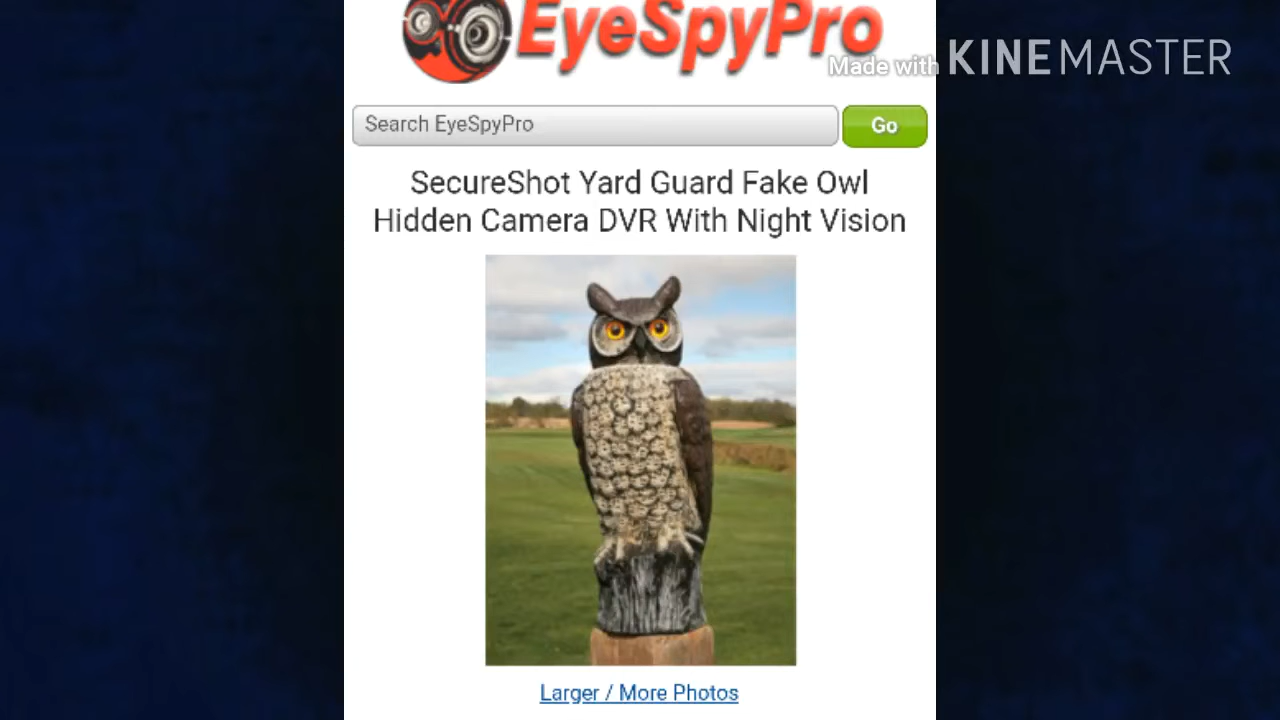 EyeSpyPro
Made with KINEMASTER
Search EyeSpyPro
Go
SecureShot Yard Guard Fake Owl
Hidden Camera DVR With Night Vision
Larger / More Photos